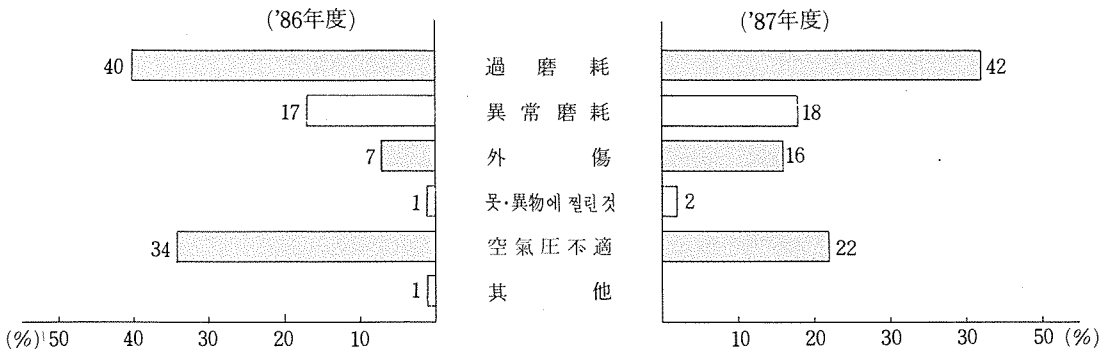 ('86年度) ('87年度)
40 過磨耗 42
17 異常磨耗 18
7 外傷 16
1 못·異物에 찔린것 2
34 空氣圧不適 22
1 其他
(%) 50 40 30 20 10 10 20 30 30 50 (%)